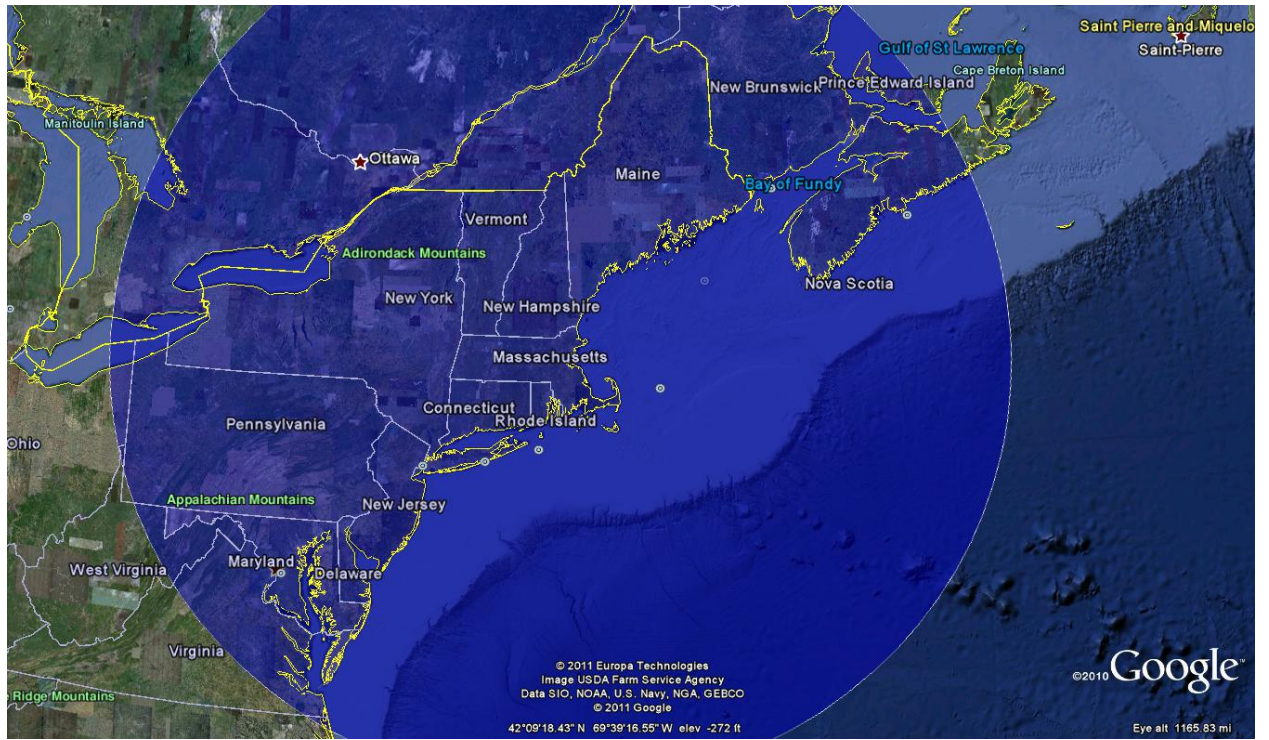 Saint Pierre and Miquelo
Saint-Pierre
Gulf of St Lawrence
Cape Breton Island
New Brunswick
Prince Edward Island
Manitoulin Island
Ottawa
Maine
Bay of Fundy
Vermont
Adirondack Mountains
Nova Scotia
New York
New Hampshire
Massachusetts
Connecticut
Rhode Island
Pennsylvania
Ohio
Appalachian Mountains
New Jersey
Maryland
Delaware
West Virginia
Virginia
e Ridge Mountains
© 2011 Europa Technologies
Image USDA Farm Service Agency
Data SIO, NOAA, U.S. Navy, NGA, GEBCO
© 2011 Google
©2010 Google™
42°09'18.43" N 69°39'16.55" W elev -272 ft
Eye alt 1165.83 mi